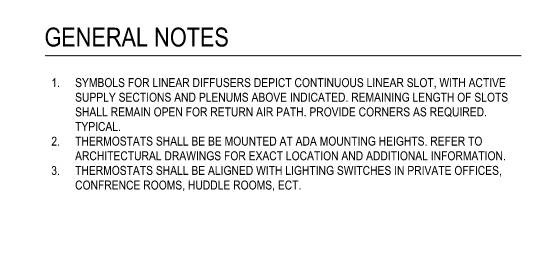 GENERAL NOTES
1. SYMBOLS FOR LINEAR DIFFUSERS DEPICT CONTINUOUS LINEAR SLOT, WITH ACTIVE
SUPPLY SECTIONS AND PLENUMS ABOVE INDICATED. REMAINING LENGTH OF SLOTS
SHALL REMAIN OPEN FOR RETURN AIR PATH. PROVIDE CORNERS AS REQUIRED.
TYPICAL.
2. THERMOSTATS SHALL BE BE MOUNTED AT ADA MOUNTING HEIGHTS. REFER TO
ARCHITECTURAL DRAWINGS FOR EXACT LOCATION AND ADDITIONAL INFORMATION.
3. THERMOSTATS SHALL BE ALIGNED WITH LIGHTING SWITCHES IN PRIVATE OFFICES,
CONFRENCE ROOMS, HUDDLE ROOMS, ECT.